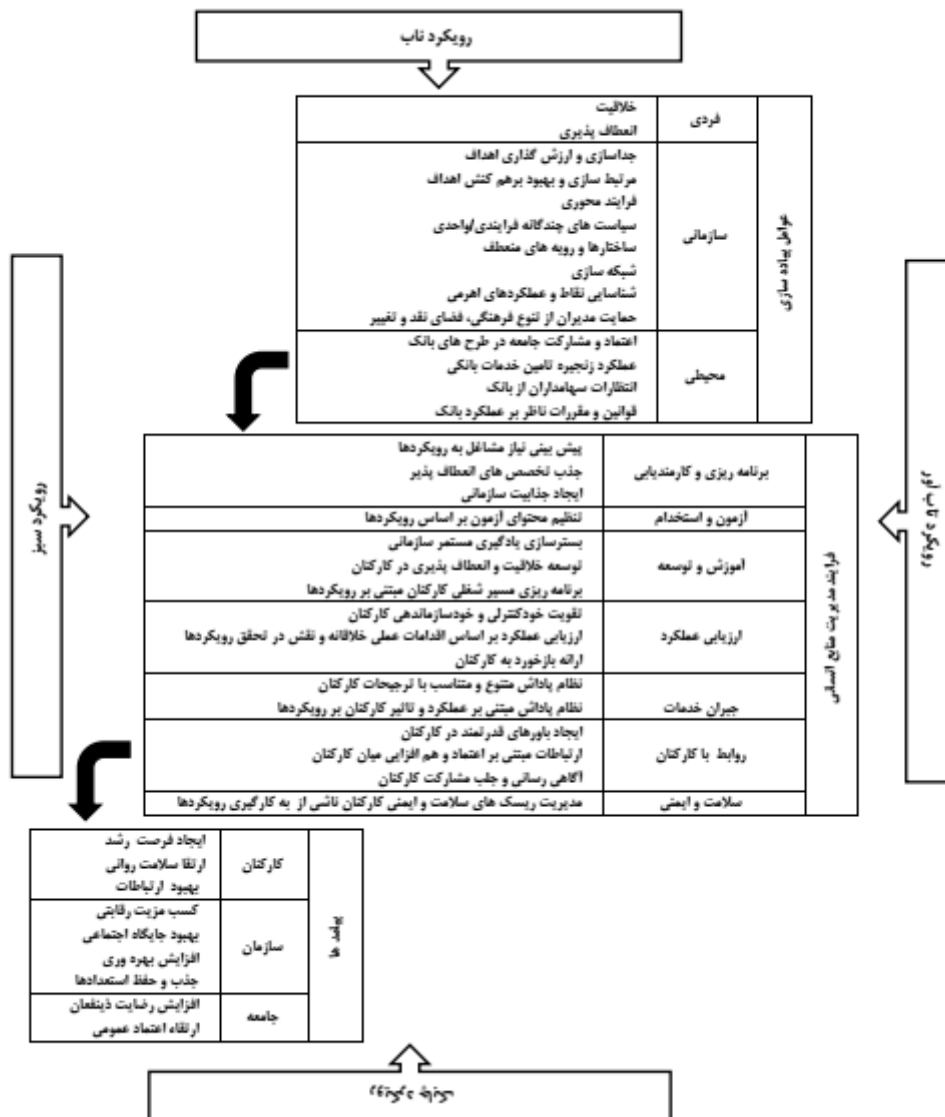 رویکرد ناب
عوامل پیاده سازی
فردی
خلاقیت
انعطاف پذیری
سازمانی
جداسازی و ارزش گذاری اهداف
مرتبط سازی و بهبود برهم کنش اهداف
فرایند محوری
سیاست های چندگانه فرایندی/واحدی
ساختارها و رویه های منعطف
شبکه سازی
شناسایی نقاط و عملکردهای اهرمی
حمایت مدیران از تنوع فرهنگی، فضای نقد و تغییر
محیطی
اعتماد و مشارکت جامعه در طرح های بانک
عملکرد زنجیره تامین خدمات بانکی
انتظارات سهامداران از بانک
قوانین و مقررات ناظر بر عملکرد بانک
رویکرد تاب آور
رویکرد سبز
فرایند مدیریت منابع انسانی
برنامه ریزی و کارمندیابی
پیش بینی نیاز مشاغل به رویکردها
جذب تخصص های انعطاف پذیر
ایجاد جذابیت سازمانی
آزمون و استخدام
تنظیم محتوای آزمون بر اساس رویکردها
آموزش و توسعه
بسترسازی یادگیری مستمر سازمانی
توسعه خلاقیت و انعطاف پذیری در کارکنان
برنامه ریزی مسیر شغلی کارکنان مبتنی بر رویکردها
ارزیابی عملکرد
تقویت خودکنترلی و خودسازماندهی کارکنان
ارزیابی عملکرد بر اساس اقدامات عملی خلاقانه و نقش در تحقق رویکردها
ارائه بازخورد به کارکنان
جبران خدمات
نظام پاداش متنوع و متناسب با ترجیحات کارکنان
نظام پاداش مبتنی بر عملکرد و تاثیر کارکنان بر رویکردها
روابط با کارکنان
ایجاد باورهای قدرتمند در کارکنان
ارتباطات مبتنی بر اعتماد و هم افزایی میان کارکنان
آگاهی رسانی و جلب مشارکت کارکنان
سلامت و ایمنی
مدیریت ریسک های سلامت و ایمنی کارکنان ناشی از به کارگیری رویکردها
پیامد ها
کارکنان
ایجاد فرصت رشد
ارتقا سلامت روانی
بهبود ارتباطات
سازمان
کسب مزیت رقابتی
بهبود جایگاه اجتماعی
افزایش بهره وری
جذب و حفظ استعدادها
جامعه
افزایش رضایت ذینفعان
ارتقاء اعتماد عمومی
رویکرد چابک